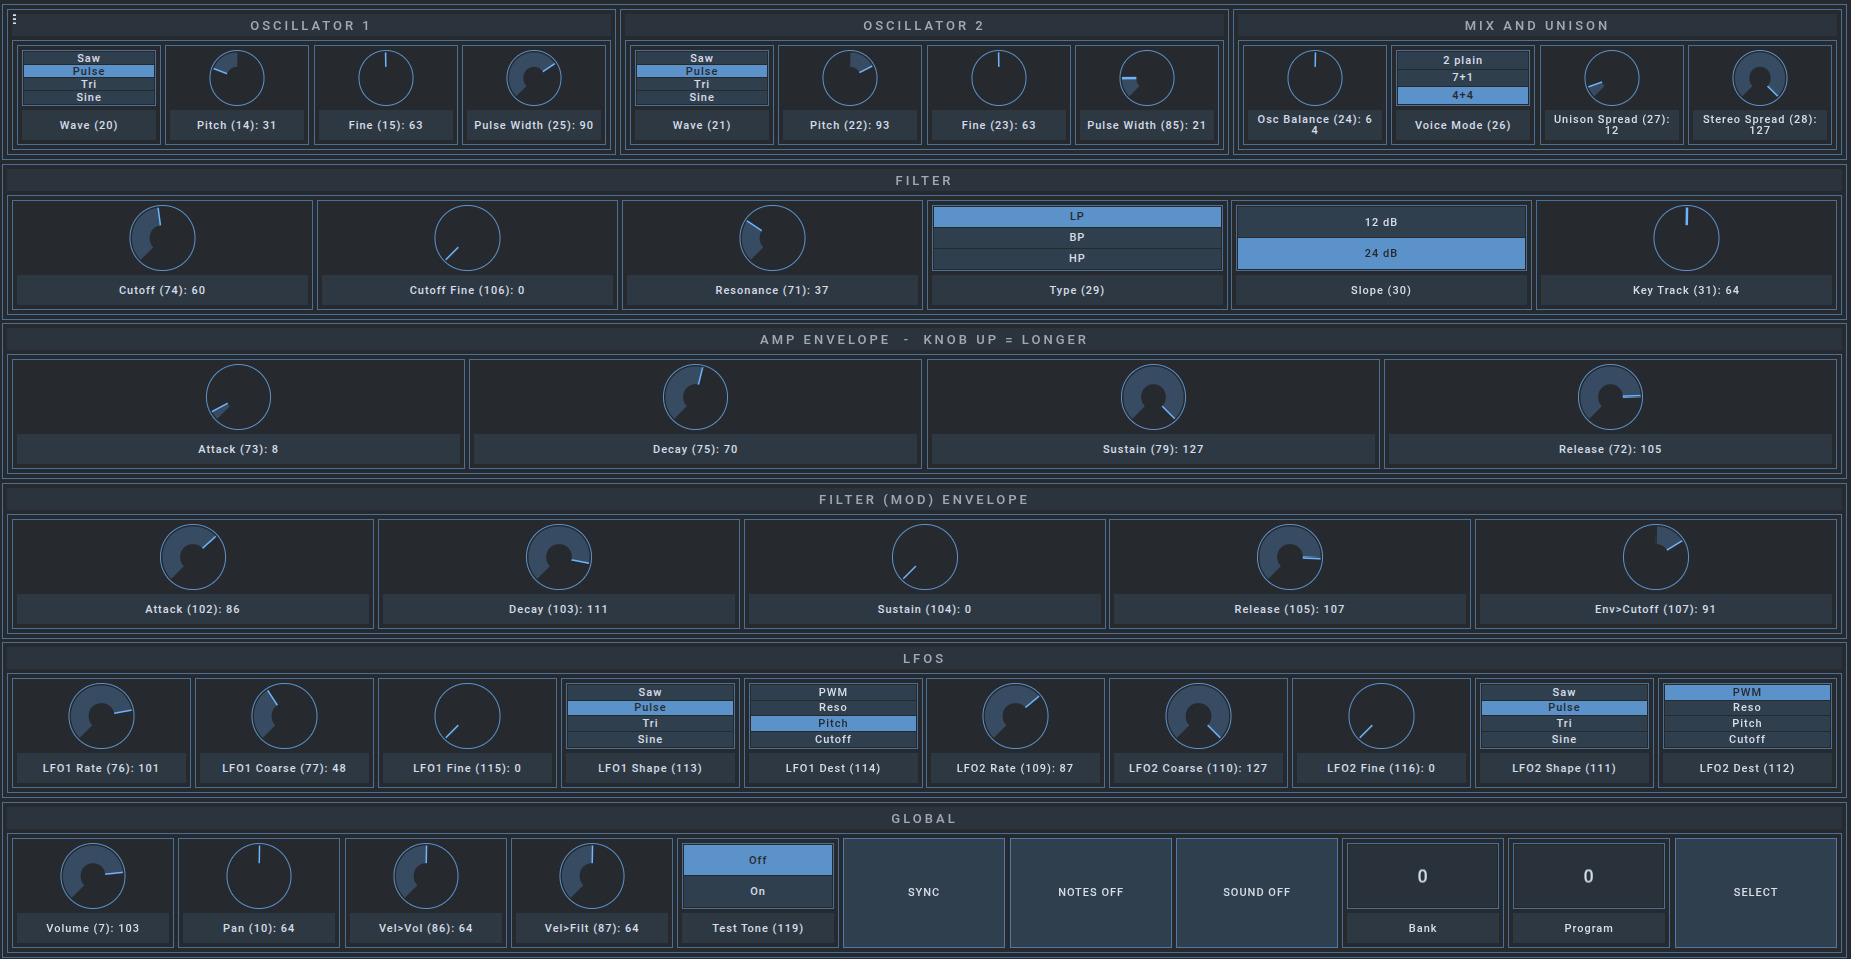 OSCILLATOR 1
Saw
Pulse
Tri
Sine
Wave (20)
Pitch (14): 31
Fine (15): 63
Pulse Width (25): 90
OSCILLATOR 2
Saw
Pulse
Tri
Sine
Wave (21)
Pitch (22): 93
Fine (23): 63
Pulse Width (85): 21
MIX AND UNISON
Osc Balance (24): 6
4
2 plain
7+1
4+4
Voice Mode (26)
Unison Spread (27):
12
Stereo Spread (28):
127
FILTER
Cutoff (74): 60
Cutoff Fine (106): 0
Resonance (71): 37
LP
BP
HP
Type (29)
12 dB
24 dB
Slope (30)
Key Track (31): 64
AMP ENVELOPE - KNOB UP = LONGER
Attack (73): 8
Decay (75): 70
Sustain (79): 127
Release (72): 105
FILTER (MOD) ENVELOPE
Attack (102): 86
Decay (103): 111
Sustain (104): 0
Release (105): 107
Env>Cutoff (107): 91
LFOS
LFO1 Rate (76): 101
LFO1 Coarse (77): 48
LFO1 Fine (115): 0
Saw
Pulse
Tri
Sine
LFO1 Shape (113)
PWM
Reso
Pitch
Cutoff
LFO1 Dest (114)
LFO2 Rate (109): 87
LFO2 Coarse (110): 127
LFO2 Fine (116): 0
Saw
Pulse
Tri
Sine
LFO2 Shape (111)
PWM
Reso
Pitch
Cutoff
LFO2 Dest (112)
GLOBAL
Volume (7): 103
Pan (10): 64
Vel>Vol (86): 64
Vel>Filt (87): 64
Off
On
Test Tone (119)
SYNC
NOTES OFF
SOUND OFF
0
Bank
0
Program
SELECT